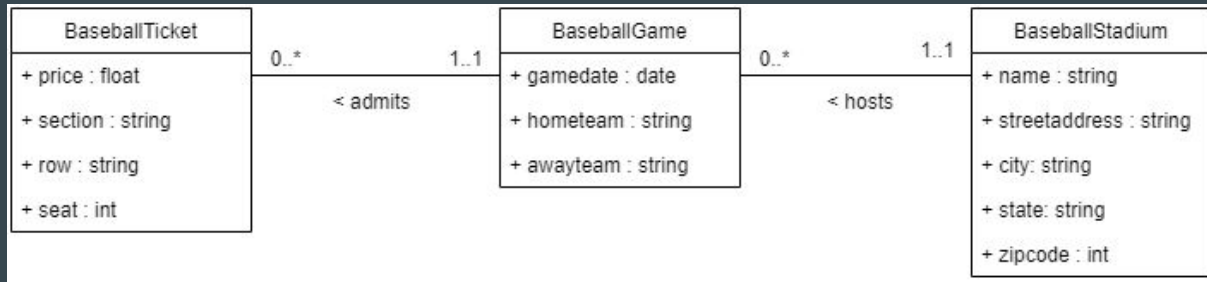 BaseballTicket
+ price : float
+ section : string
+ row : string
+ seat : int
0..*
1..1
< admits
BaseballGame
+ gamedate : date
+ hometeam : string
+ awayteam : string
0..*
1..1
< hosts
BaseballStadium
+ name : string
+ streetaddress : string
+ city: string
+ state: string
+ zipcode : int